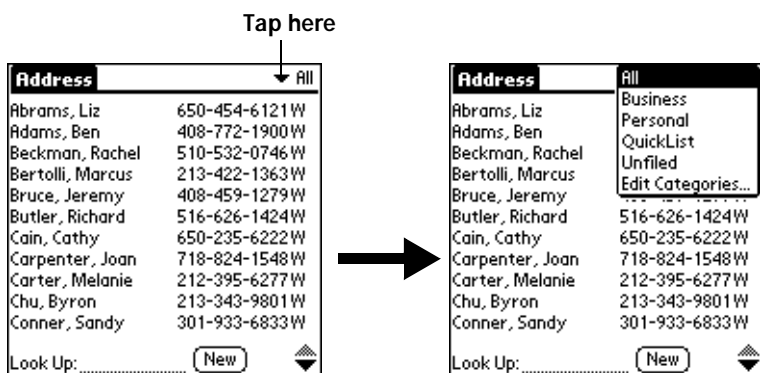 Tap here
Address All
Abrams, Liz 650-454-6121W
Adams, Ben 408-772-1900W
Beckman, Rachel 510-532-0746W
Bertolli, Marcus 213-422-1363W
Bruce, Jeremy 408-459-1279W
Butler, Richard 516-626-1424W
Cain, Cathy 650-235-6222W
Carpenter, Joan 718-824-1548W
Carter, Melanie 212-395-6277W
Chu, Byron 213-343-9801W
Conner, Sandy 301-933-6833W
Look Up: New
Address All
Abrams, Liz Business
Adams, Ben Personal
Beckman, Rachel QuickList
Bertolli, Marcus Unfiled
Bruce, Jeremy Edit Categories...
Butler, Richard 516-626-1424W
Cain, Cathy 650-235-6222W
Carpenter, Joan 718-824-1548W
Carter, Melanie 212-395-6277W
Chu, Byron 213-343-9801W
Conner, Sandy 301-933-6833W
Look Up: New